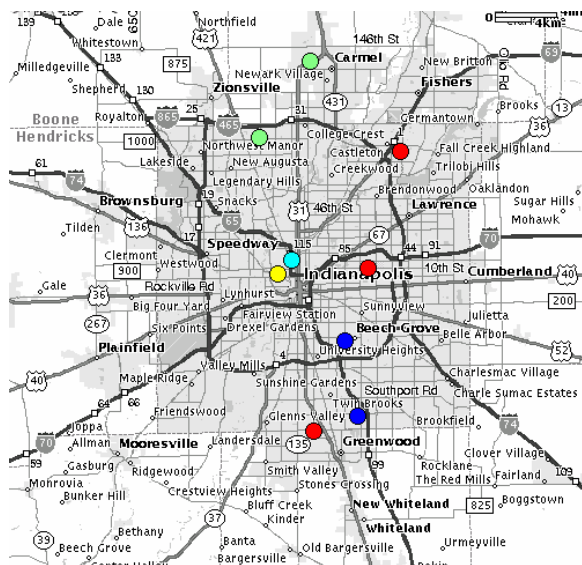 139
Dale
Northfield
650
421
146th St
0
4km
Whitestown
133
875
Carmel
69
Milledgeville
Newark Village
New Britton
Old Rd
Shepherd
130
Zionsville
Fishers
431
Brooks
13
Royalton
865
25
31
Germantown
36
Boone
465
College Crest
1
Hendricks
1000
Northwest Manor
Castleton
Fall Creek Highland
Lakeside
New Augusta
Creekwood
Trilobi Hills
61
74
Legendary Hills
Brendonwood
Oaklandon
19
Snacks
46th St
Lawrence
Sugar Hills
Brownsburg
31
65
67
Mohawk
Tilden
136
17
Speedway
115
85
44
91
70
Clermont
Westwood
10th St
900
Indianapolis
Cumberland
40
Gale
36
Rockville Rd
Lynhurst
200
Big Four Yard
Fairview Station
Sunnyview
Julietta
267
Six Points
Drexel Gardens
Beech Grove
Belle Arbor
Plainfield
University Heights
52
4
Valley Mills
Charlesmac Village
40
Maple Ridge
Sunshine Gardens
Southport Rd
Charle Sumac Estates
64
66
Twin Brooks
Friendswood
Glenns Valley
Brookfield
74
70
Joppa
Mooresville
Landersdale
135
Greenwood
Allman
Clover Village
59
Gasburg
Ridgewood
Smith Valley
99
Rocklane
109
Monrovia
Crestview Heights
Stones Crossing
The Red Mills
Fairland
Bunker Hill
Boggstown
Bluff Creek
New Whiteland
825
37
Kinder
Bethany
Whiteland
39
Banta
Urmeyville
Beech Grove
Old Bargersville
Bargersville